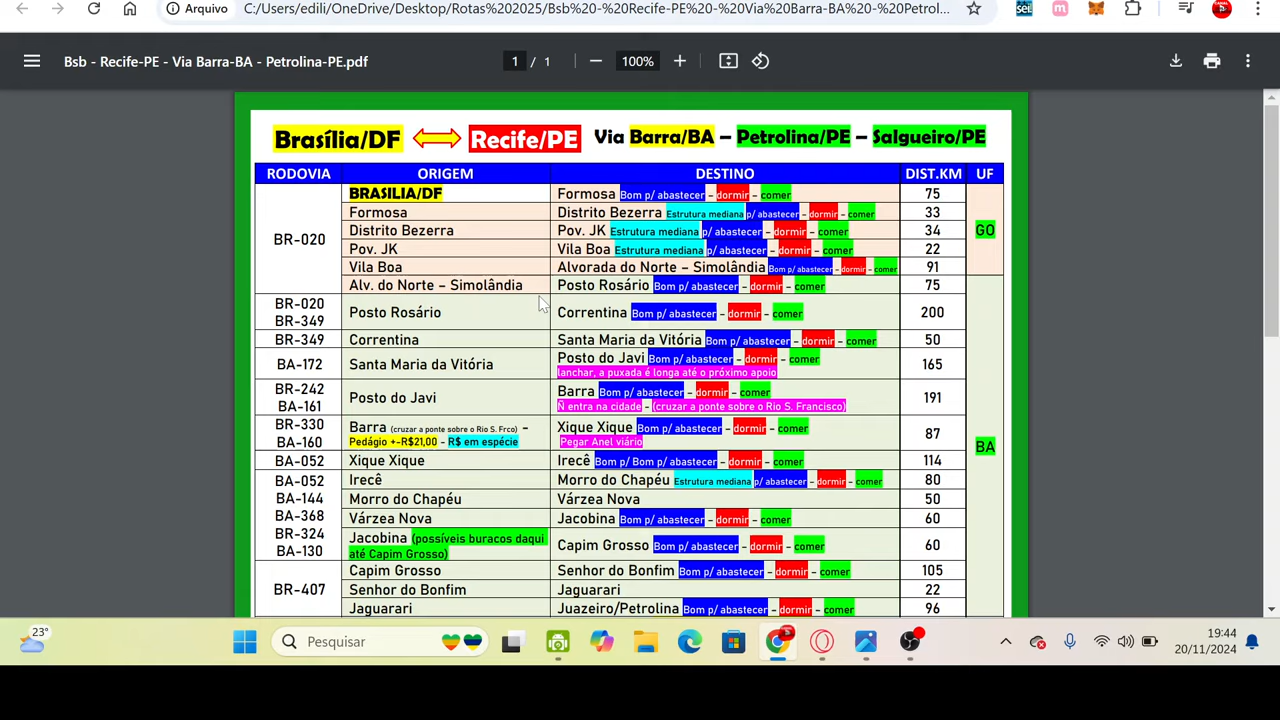 Arquivo C:/Users/edili/OneDrive/Desktop/Rotas%202025/Bsb%20-%20Recife-PE%20-%20Via%20Barra-BA%20-%20Petrol...
Bsb - Recife-PE - Via Barra-BA - Petrolina-PE.pdf 1 / 1 100%
Brasília/DF Recife/PE Via Barra/BA – Petrolina/PE – Salgueiro/PE
RODOVIA ORIGEM DESTINO DIST.KM UF
BR-020
BRASILIA/DF Formosa Bom p/ abastecer – dormir – comer 75
Formosa Distrito Bezerra Estrutura mediana p/ abastecer – dormir – comer 33
Distrito Bezerra Pov. JK Estrutura mediana p/ abastecer – dormir – comer 34
GO
Pov. JK Vila Boa Estrutura mediana p/ abastecer – dormir – comer 22
Vila Boa Alvorada do Norte – Simolândia Bom p/ abastecer – dormir – comer 91
Alv. do Norte – Simolândia Posto Rosário Bom p/ abastecer – dormir – comer 75
BR-020
BR-349
Posto Rosário Correntina Bom p/ abastecer – dormir – comer 200
BR-349 Correntina Santa Maria da Vitória Bom p/ abastecer – dormir – comer 50
BA-172 Santa Maria da Vitória Posto do Javi Bom p/ abastecer – dormir – comer 165
lanchar, a puxada é longa até o próximo apoio
BR-242
BA-161
Posto do Javi Barra Bom p/ abastecer – dormir – comer 191
Ñ entra na cidade - (cruzar a ponte sobre o Rio S. Francisco)
BR-330
BA-160
Barra (cruzar a ponte sobre o Rio S. Frco) –
Pedágio +-R$21,00 - R$ em espécie
Xique Xique Bom p/ abastecer – dormir – comer 87
Pegar Anel viário
BA
BA-052 Xique Xique Irecê Bom p/ Bom p/ abastecer – dormir – comer 114
BA-052
BA-144
BA-368
BR-324
BA-130
Irecê Morro do Chapéu Estrutura mediana p/ abastecer – dormir – comer 80
Morro do Chapéu Várzea Nova 50
Várzea Nova Jacobina Bom p/ abastecer – dormir – comer 60
Jacobina (possíveis buracos daqui
até Capim Grosso)
Capim Grosso Bom p/ abastecer – dormir – comer 60
BR-407
Capim Grosso Senhor do Bonfim Bom p/ abastecer – dormir – comer 105
Senhor do Bonfim Jaguarari 22
Jaguarari Juazeiro/Petrolina Bom p/ abastecer – dormir – comer 96
23° Pesquisar 19:44
20/11/2024